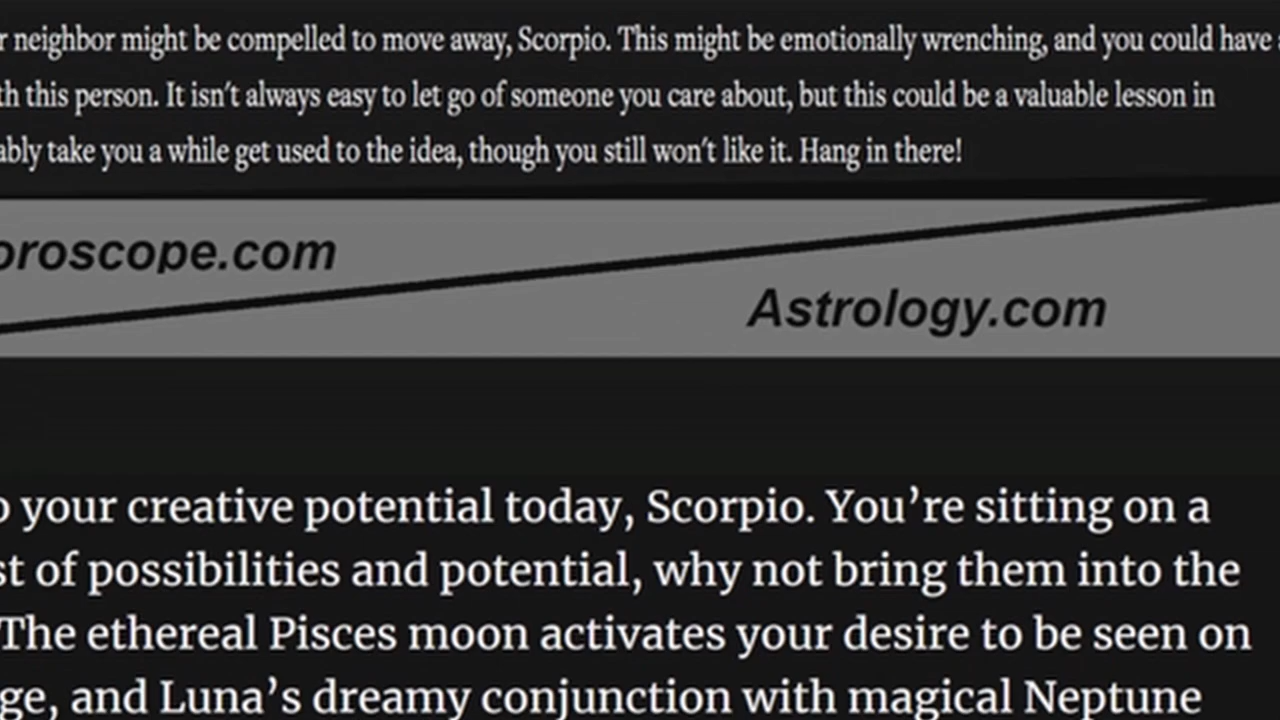 neighbor might be compelled to move away, Scorpio. This might be emotionally wrenching, and you could have
this person. It isn't always easy to let go of someone you care about, but this could be a valuable lesson in
ably take you a while get used to the idea, though you still won't like it. Hang in there!
oroscope.com
Astrology.com
your creative potential today, Scorpio. You’re sitting on a
st of possibilities and potential, why not bring them into the
The ethereal Pisces moon activates your desire to be seen on
ge, and Luna’s dreamy conjunction with magical Neptune